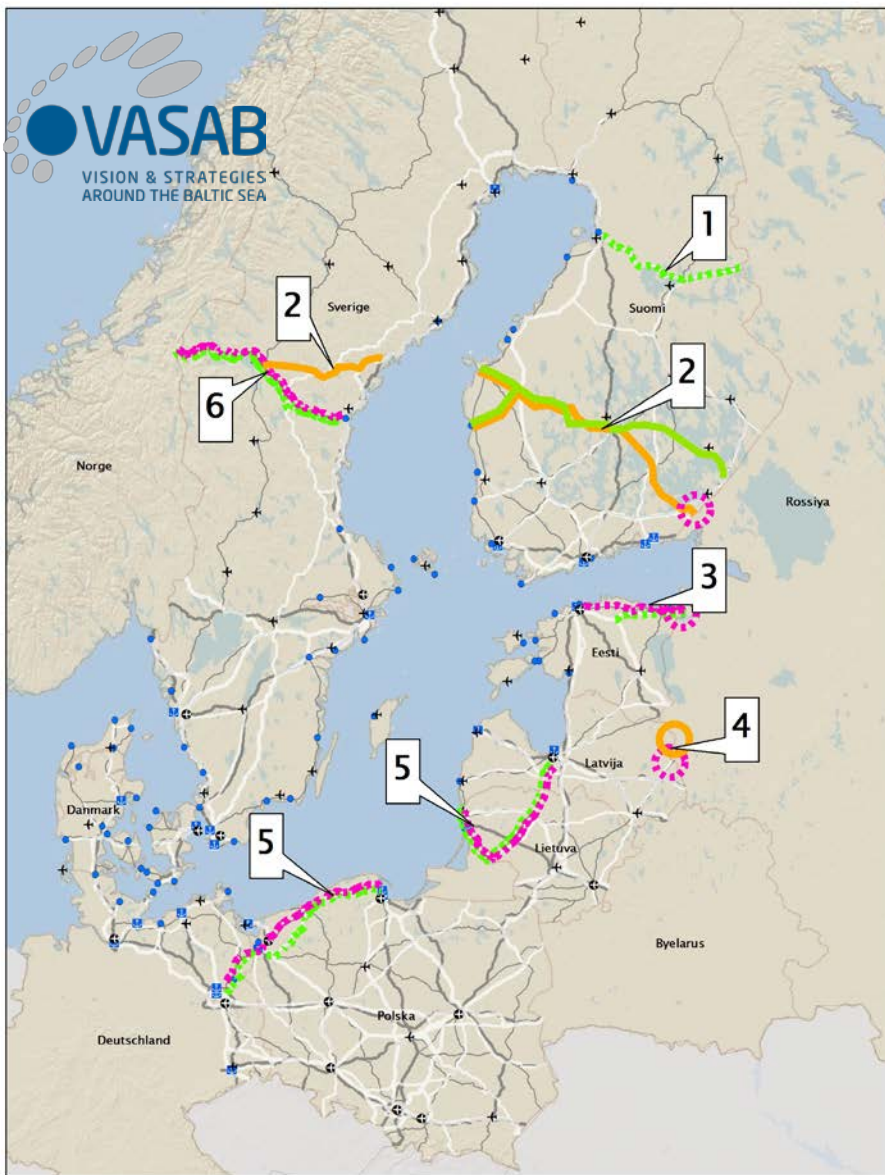 VASAB
VISION & STRATEGIES
AROUND THE BALTIC SEA
1
Suomi
2
Sverige
2
6
Norge
Rossiya
3
Eesti
4
5
Latvija
Danmark
Lietuva
5
Byelarus
Polska
Deutschland